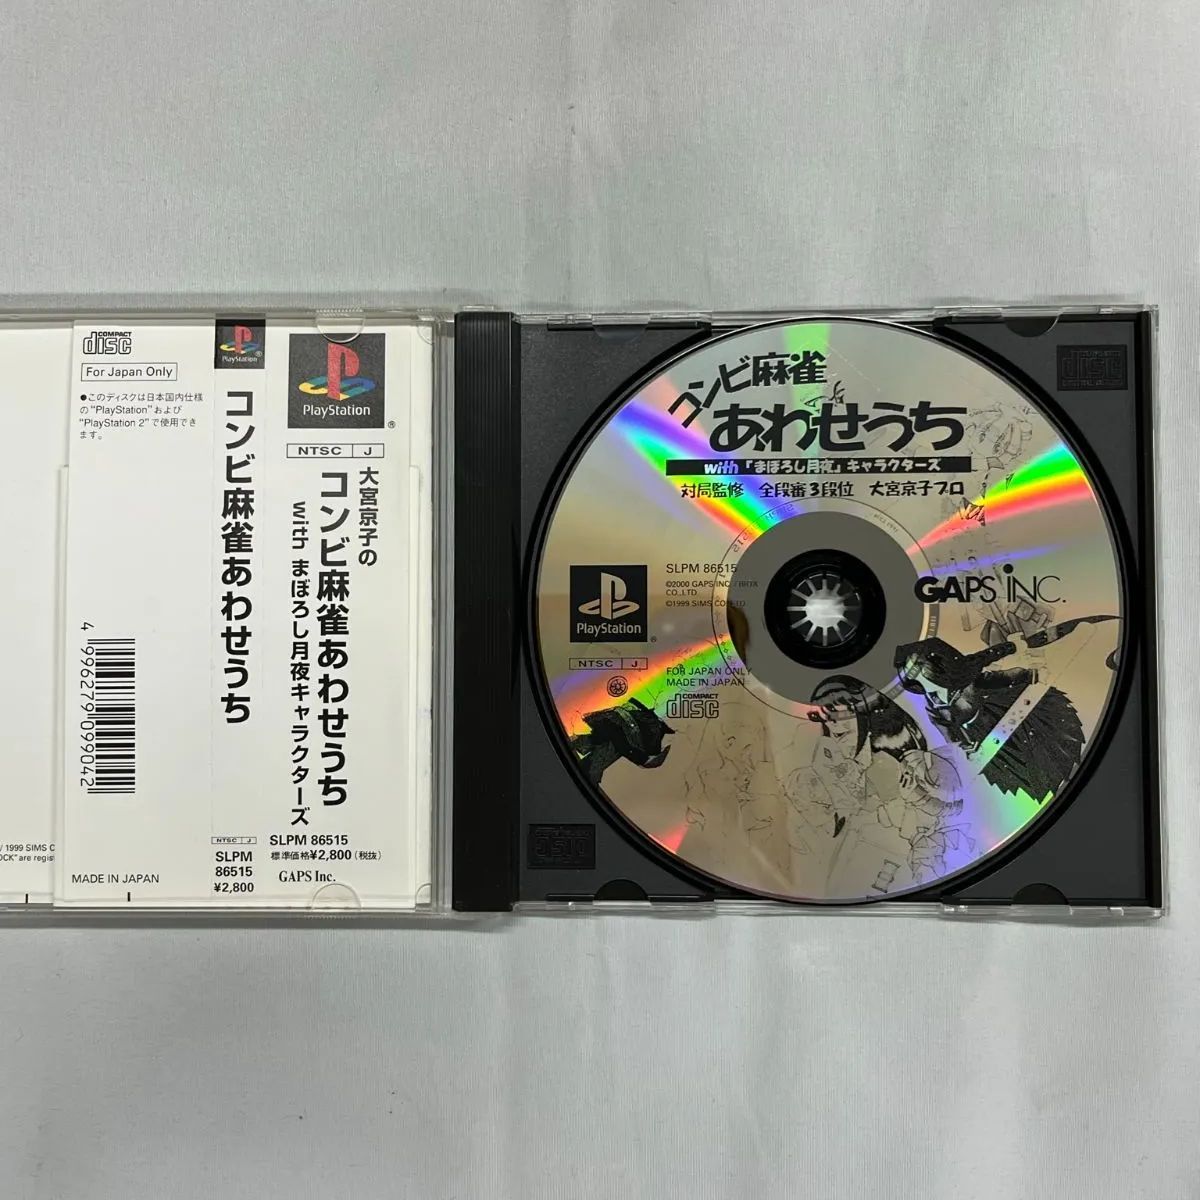 COMPACT
disc
For Japan Only
●このディスクは日本国内仕様
の"PlayStation"および
"PlayStation 2"で使用でき
ます。
4996279099042
MADE IN JAPAN
/ 1999 SIMS
OCK" are regis
PlayStation
コンビ麻雀あわせうち
NTSC J
SLPM
86515
¥2,800
PlayStation
NTSC J
大宮京子の
コンビ麻雀あわせうち
with まぼろし月夜キャラクターズ
SLPM 86515
標準価格¥2,800(税抜)
GAPS Inc.
コンビ麻雀
あわせうち
with「まぼろし月夜」キャラクターズ
対局監修 全段審3段位 大宮京子プロ
SLPM 86515
©2000 GAPS INC. /
CO.,LTD.
©1999 SIMS CO.,LTD.
PlayStation
NTSC J
FOR JAPAN ONLY
MADE IN JAPAN
COMPACT
disc
GAPS INC.
disc
disc